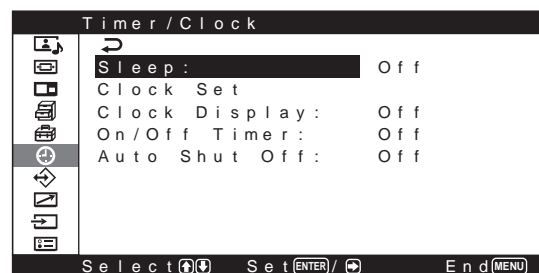 Timer/Clock
Sleep: Off
Clock Set
Clock Display: Off
On/Off Timer: Off
Auto Shut Off: Off
Select Set ENTER / End MENU